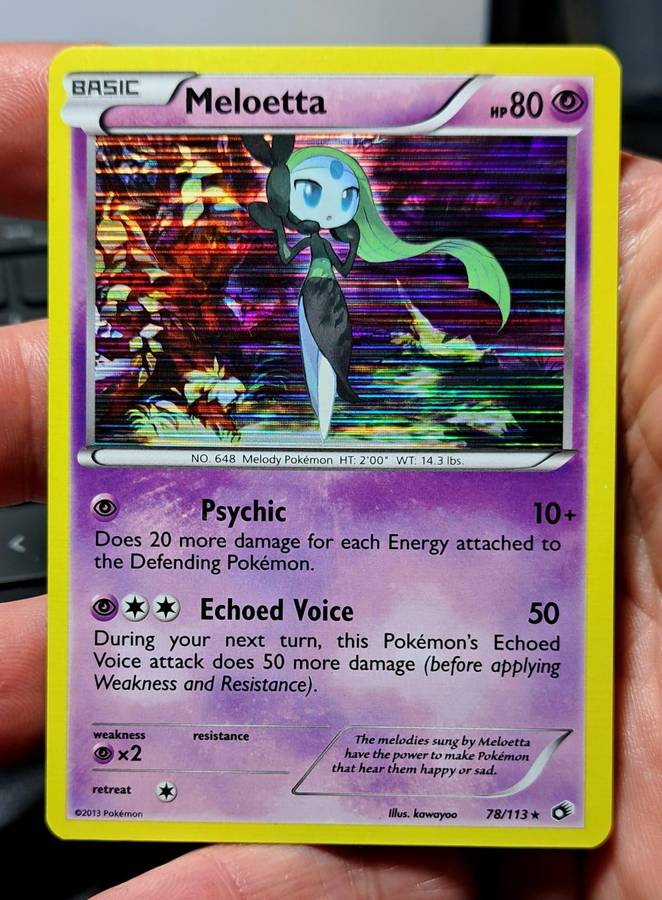 BASIC
Meloetta
HP 80
NO. 648 Melody Pokémon HT: 2'00" WT: 14.3 lbs.
Psychic 10+
Does 20 more damage for each Energy attached to
the Defending Pokémon.
Echoed Voice 50
During your next turn, this Pokémon's Echoed
Voice attack does 50 more damage (before applying
Weakness and Resistance).
weakness resistance
×2
The melodies sung by Meloetta
have the power to make Pokémon
that hear them happy or sad.
retreat
©2013 Pokémon Illus. kawayoo 78/113 ★